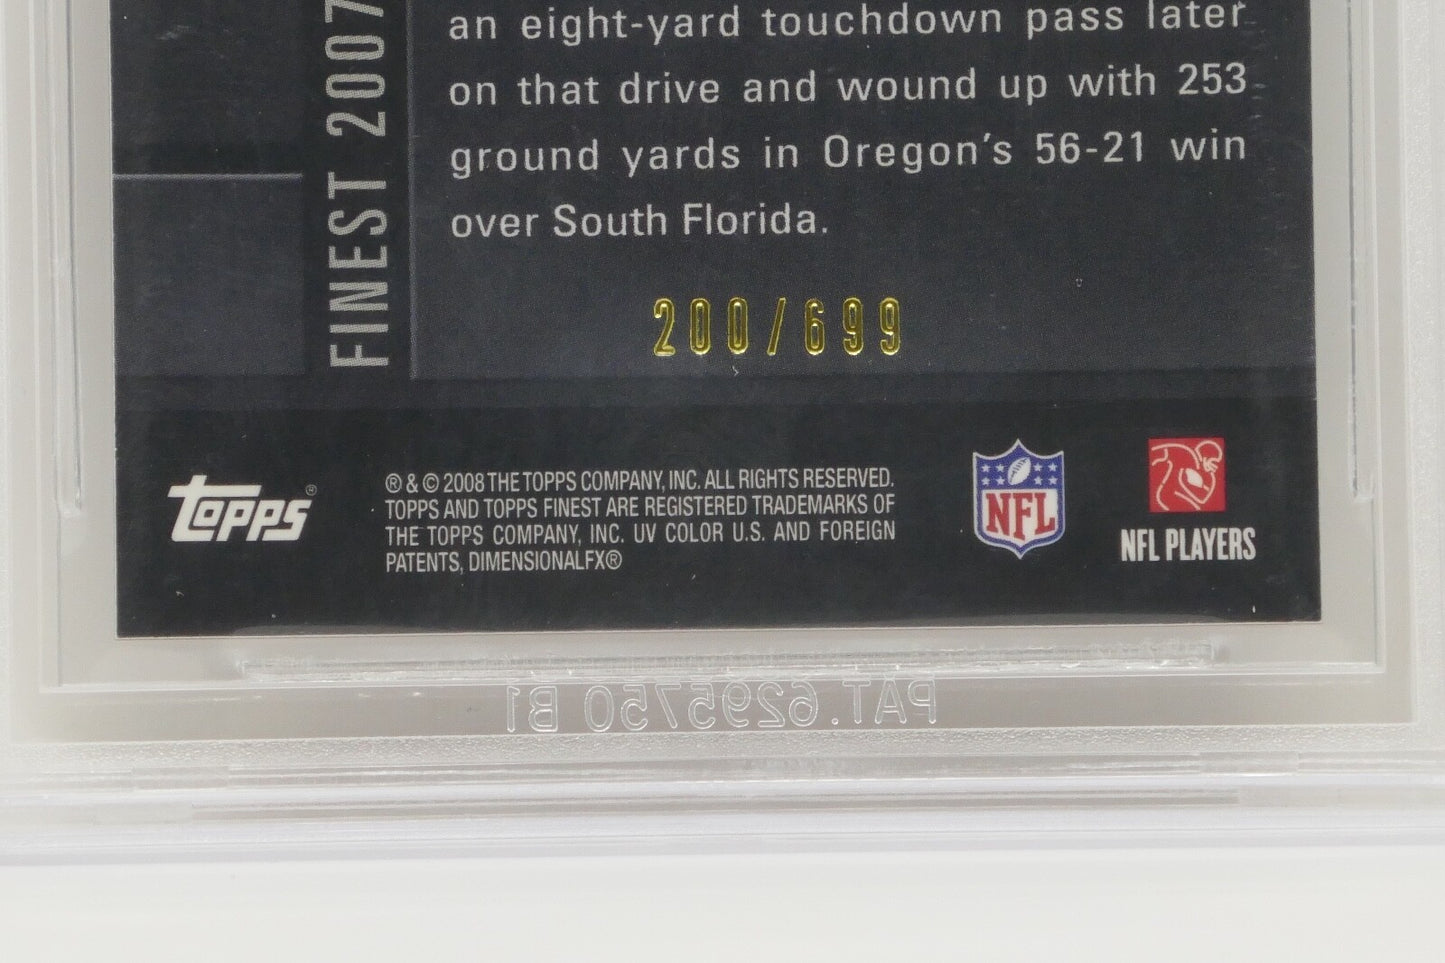 an eight-yard touchdown pass later
on that drive and wound up with 253
ground yards in Oregon's 56-21 win
over South Florida.
FINEST 2007
200/699
TOPPS®
® & © 2008 THE TOPPS COMPANY, INC. ALL RIGHTS RESERVED.
TOPPS AND TOPPS FINEST ARE REGISTERED TRADEMARKS OF
THE TOPPS COMPANY, INC. UV COLOR U.S. AND FOREIGN
PATENTS, DIMENSIONALFX®
NFL
NFL PLAYERS
PAT. 6295750 B1